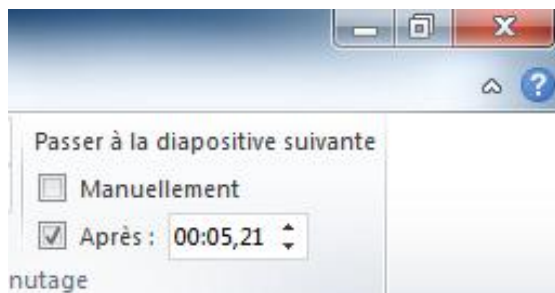 Passer à la diapositive suivante
Manuellement
Après : 00:05,21
nutage